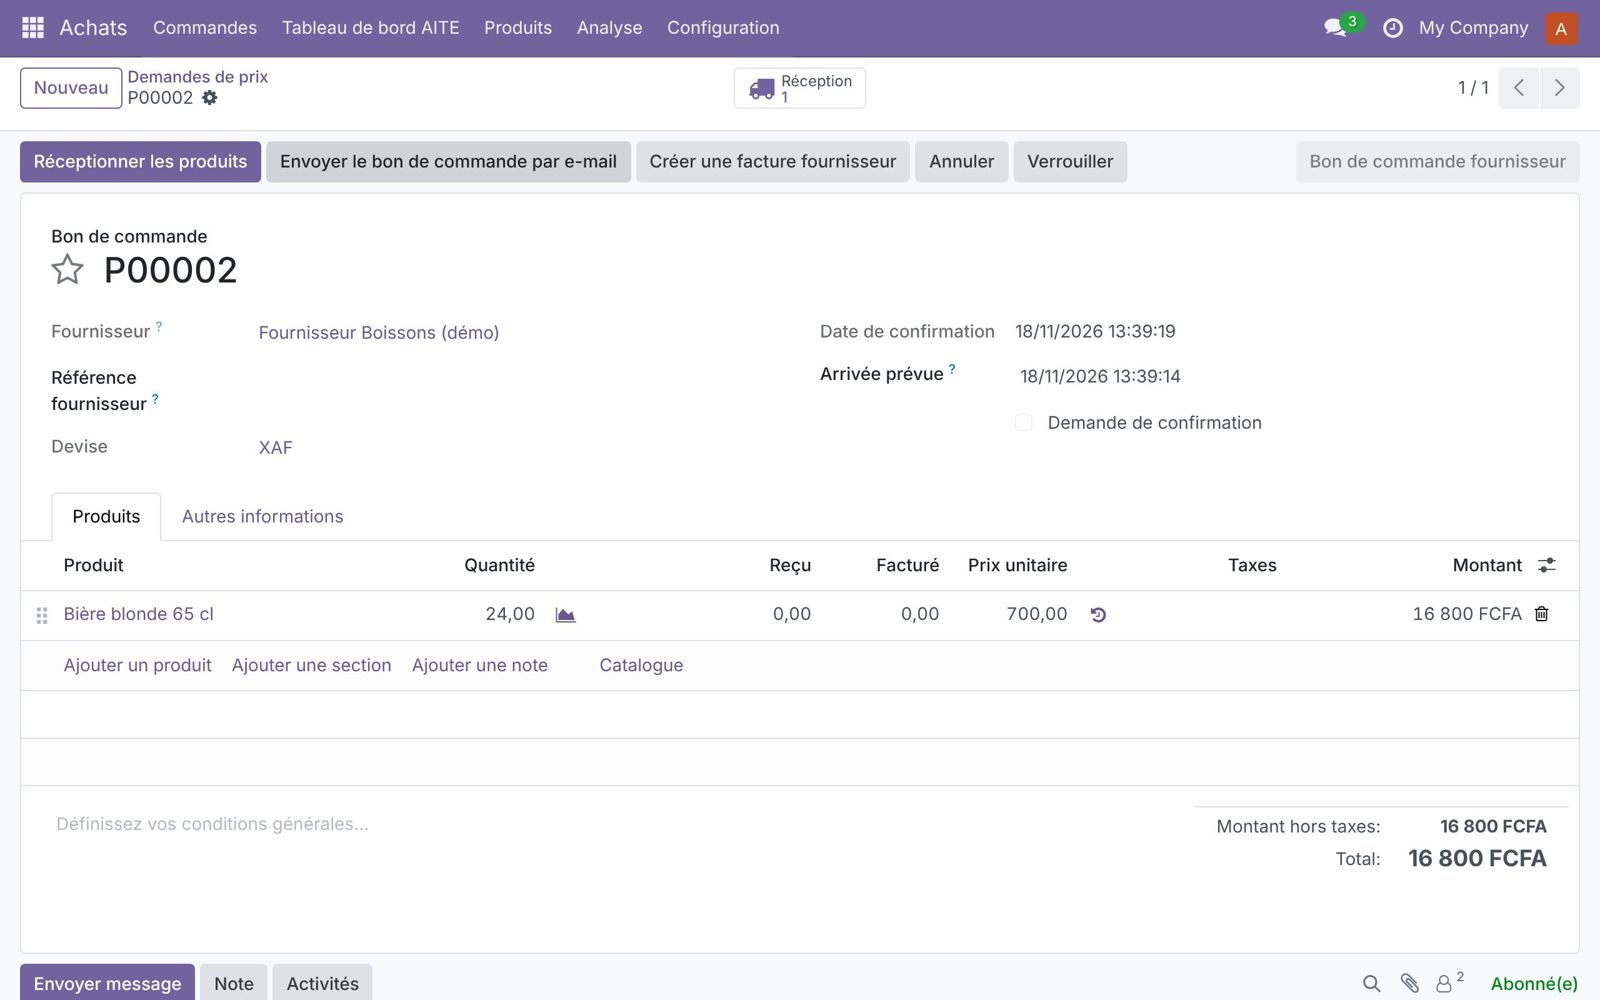 Achats Commandes Tableau de bord AITE Produits Analyse Configuration 3 My Company A
Nouveau Demandes de prix
P00002
Réception
1
1 / 1
Réceptionner les produits Envoyer le bon de commande par e-mail Créer une facture fournisseur Annuler Verrouiller Bon de commande fournisseur
Bon de commande
P00002
Fournisseur ? Fournisseur Boissons (démo)
Date de confirmation 18/11/2026 13:39:19
Référence
fournisseur ?
Arrivée prévue ? 18/11/2026 13:39:14
Demande de confirmation
Devise XAF
Produits Autres informations
Produit Quantité Reçu Facturé Prix unitaire Taxes Montant
Bière blonde 65 cl 24,00 0,00 0,00 700,00 16 800 FCFA
Ajouter un produit Ajouter une section Ajouter une note Catalogue
Définissez vos conditions générales...
Montant hors taxes: 16 800 FCFA
Total: 16 800 FCFA
Envoyer message Note Activités 2 Abonné(e)